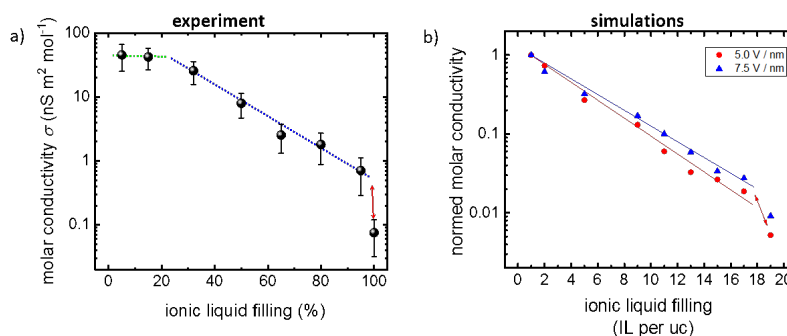 experiment
a)
molar conductivity σ (nS m² mol⁻¹)
100
10
1
0.1
0 20 40 60 80 100
ionic liquid filling (%)
simulations
b)
normed molar conductivity
1
0.1
0.01
5.0 V / nm
7.5 V / nm
0 2 4 6 8 10 12 14 16 18 20
ionic liquid filling
(IL per uc)